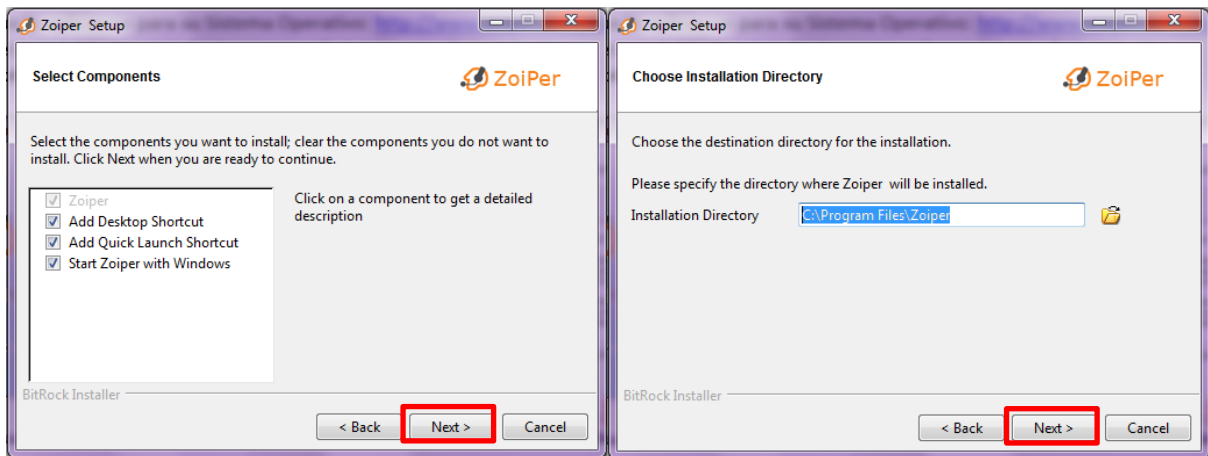 Zoiper Setup
Select Components
ZoiPer
Select the components you want to install; clear the components you do not want to
install. Click Next when you are ready to continue.
Zoiper
Add Desktop Shortcut
Add Quick Launch Shortcut
Start Zoiper with Windows
Click on a component to get a detailed
description
BitRock Installer
< Back
Next >
Cancel
Zoiper Setup
Choose Installation Directory
ZoiPer
Choose the destination directory for the installation.
Please specify the directory where Zoiper will be installed.
Installation Directory
C:\Program Files\Zoiper
BitRock Installer
< Back
Next >
Cancel